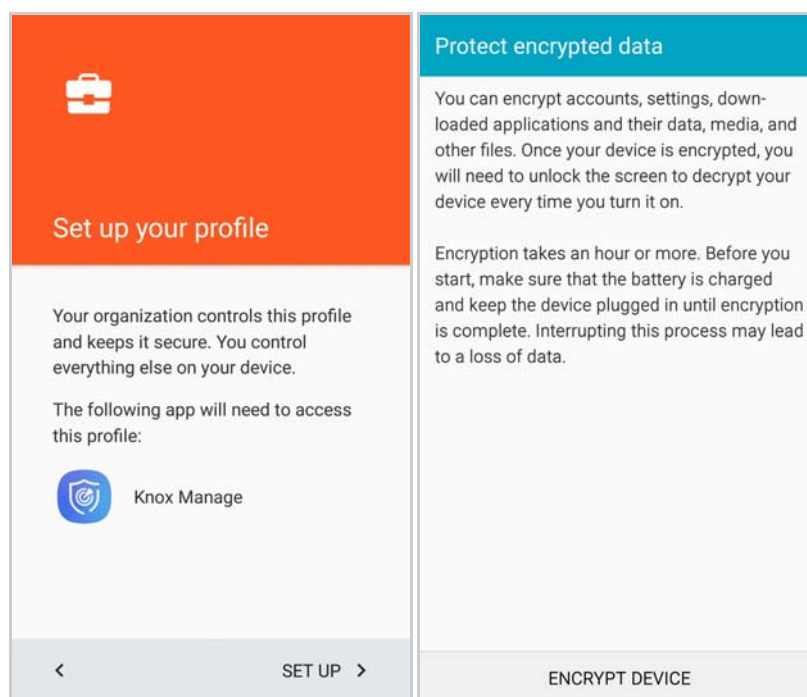 Set up your profile
Your organization controls this profile
and keeps it secure. You control
everything else on your device.
The following app will need to access
this profile:
Knox Manage
SET UP
Protect encrypted data
You can encrypt accounts, settings, down-
loaded applications and their data, media, and
other files. Once your device is encrypted, you
will need to unlock the screen to decrypt your
device every time you turn it on.
Encryption takes an hour or more. Before you
start, make sure that the battery is charged
and keep the device plugged in until encryption
is complete. Interrupting this process may lead
to a loss of data.
ENCRYPT DEVICE